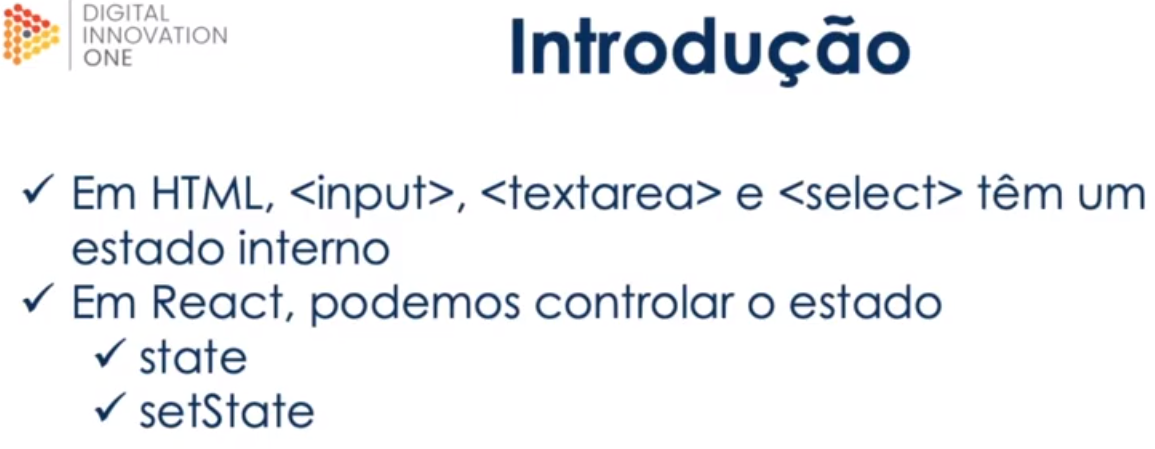 DIGITAL
INNOVATION
ONE
Introdução
✓ Em HTML, <input>, <textarea> e <select> têm um
estado interno
✓ Em React, podemos controlar o estado
✓ state
✓ setState